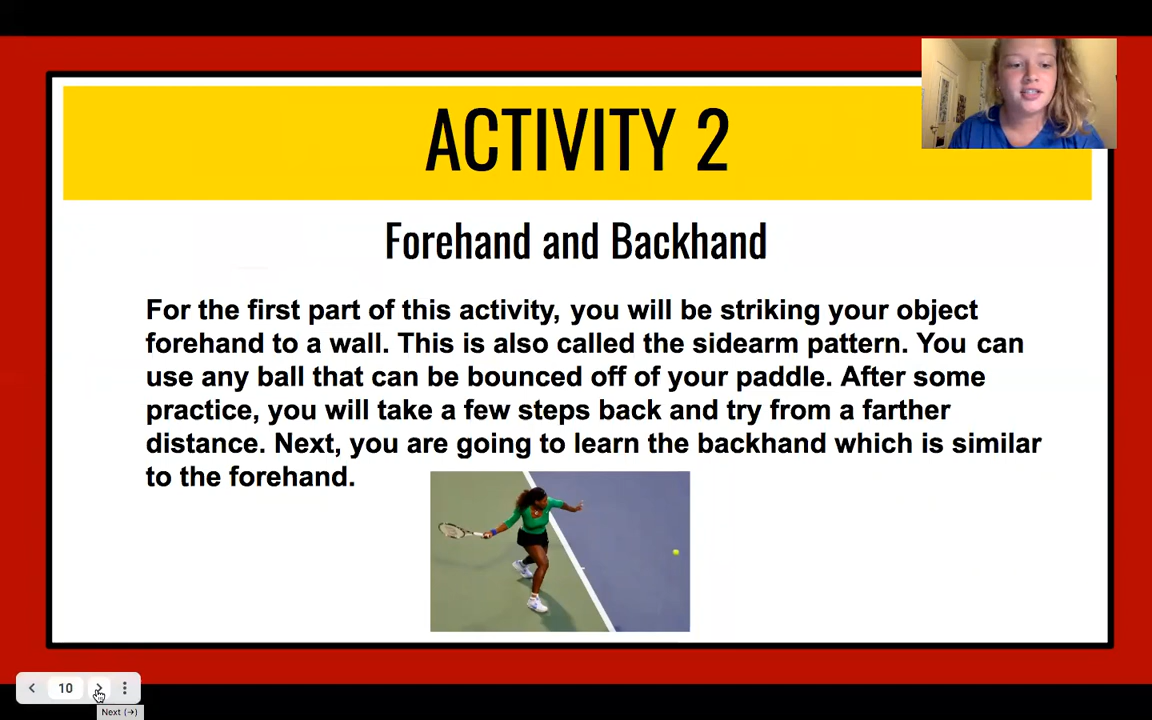 ACTIVITY 2
Forehand and Backhand
For the first part of this activity, you will be striking your object
forehand to a wall. This is also called the sidearm pattern. You can
use any ball that can be bounced off of your paddle. After some
practice, you will take a few steps back and try from a farther
distance. Next, you are going to learn the backhand which is similar
to the forehand.
10
Next (→)